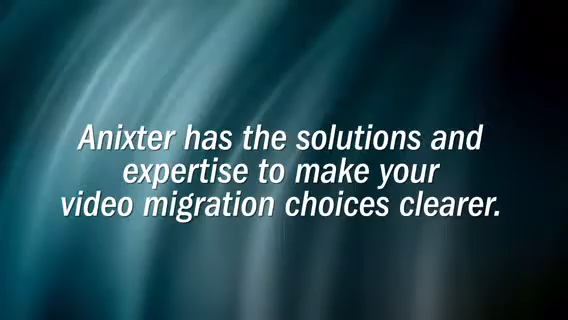 Anixter has the solutions and
expertise to make your
video migration choices clearer.